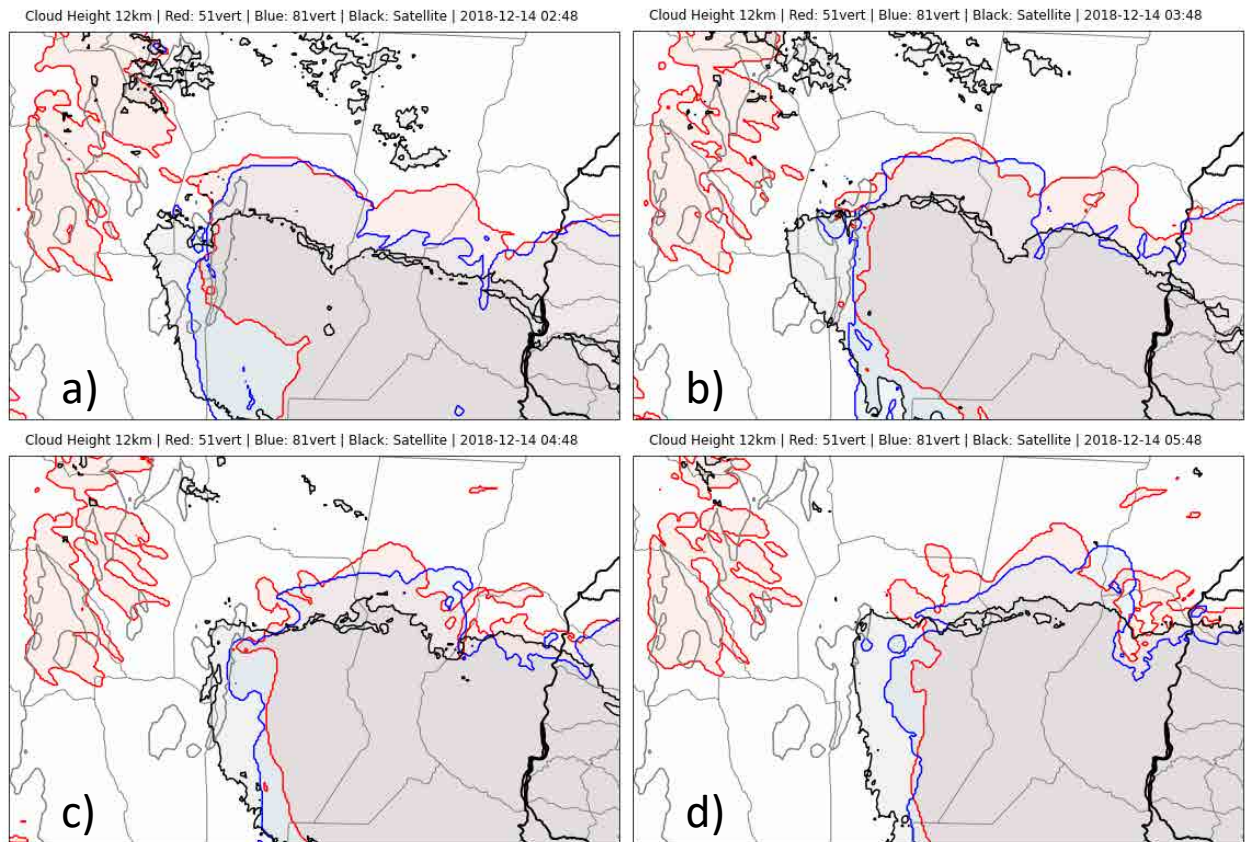 Cloud Height 12km | Red: 51vert | Blue: 81vert | Black: Satellite | 2018-12-14 02:48
a)
Cloud Height 12km | Red: 51vert | Blue: 81vert | Black: Satellite | 2018-12-14 03:48
b)
Cloud Height 12km | Red: 51vert | Blue: 81vert | Black: Satellite | 2018-12-14 04:48
c)
Cloud Height 12km | Red: 51vert | Blue: 81vert | Black: Satellite | 2018-12-14 05:48
d)